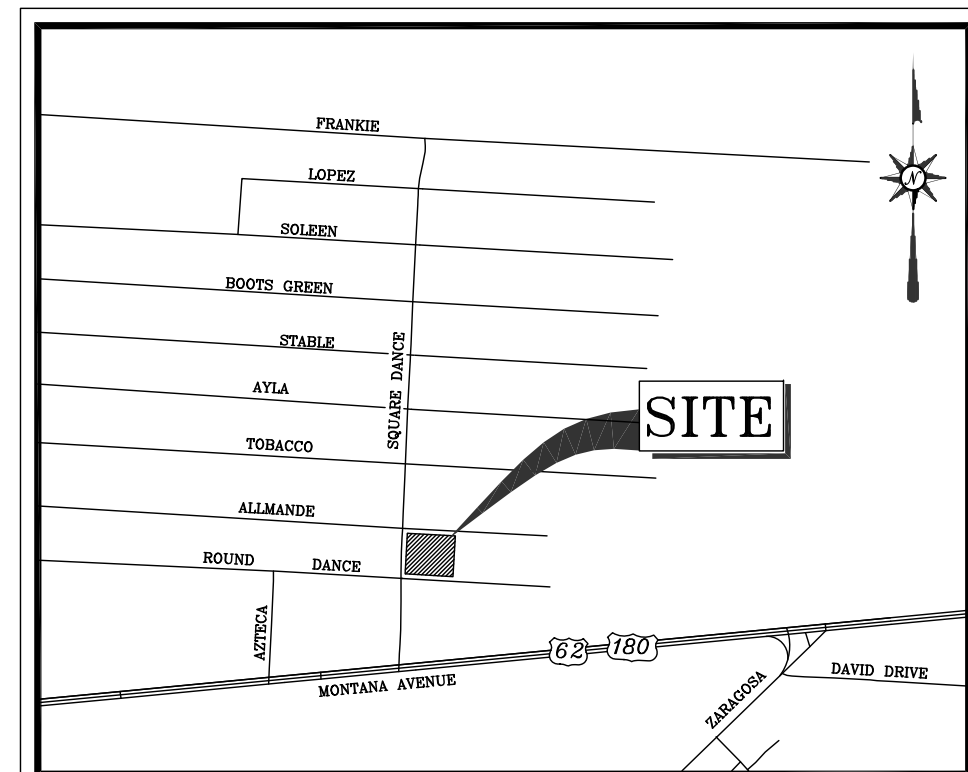 FRANKIE
LOPEZ
N
SOLEEN
BOOTS GREEN
STABLE
SQUARE DANCE
AYLA
SITE
TOBACCO
ALLMANDE
ROUND DANCE
AZTECA
62
180
MONTANA AVENUE
ZARAGOSA
DAVID DRIVE